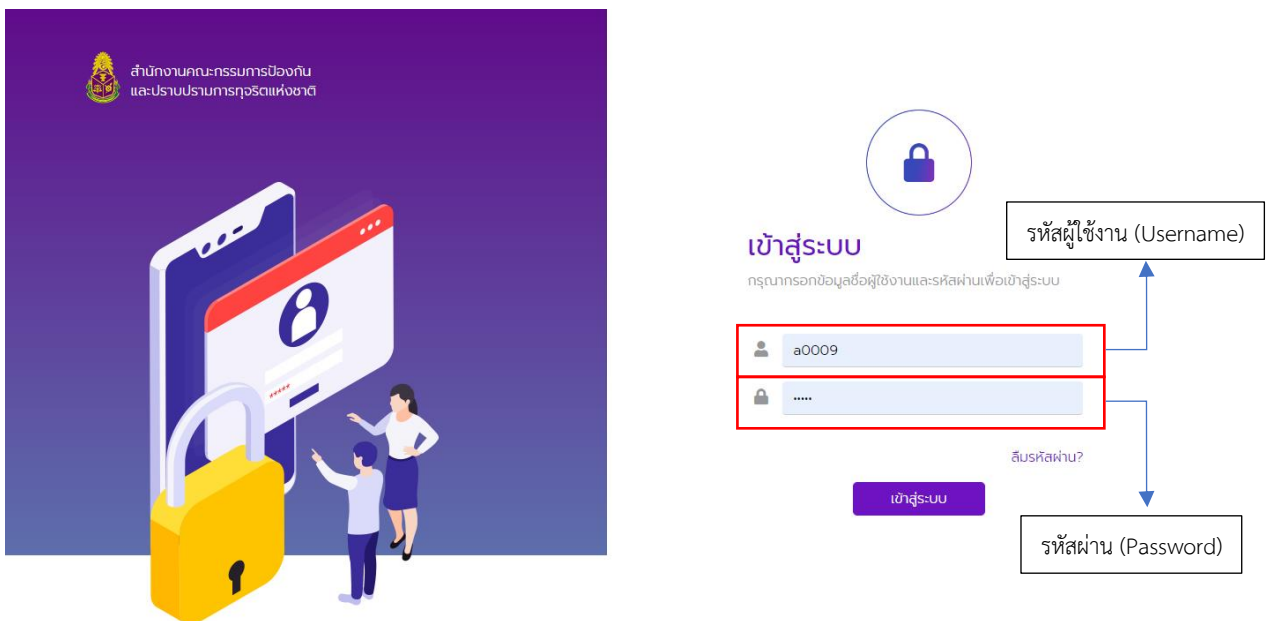 สำนักงานคณะกรรมการป้องกัน
และปราบปรามการทุจริตแห่งชาติ
เข้าสู่ระบบ
กรุณากรอกข้อมูลชื่อผู้ใช้งานและรหัสผ่านเพื่อเข้าสู่ระบบ
รหัสผู้ใช้งาน (Username)
a0009
•••••
ลืมรหัสผ่าน?
เข้าสู่ระบบ
รหัสผ่าน (Password)
*****